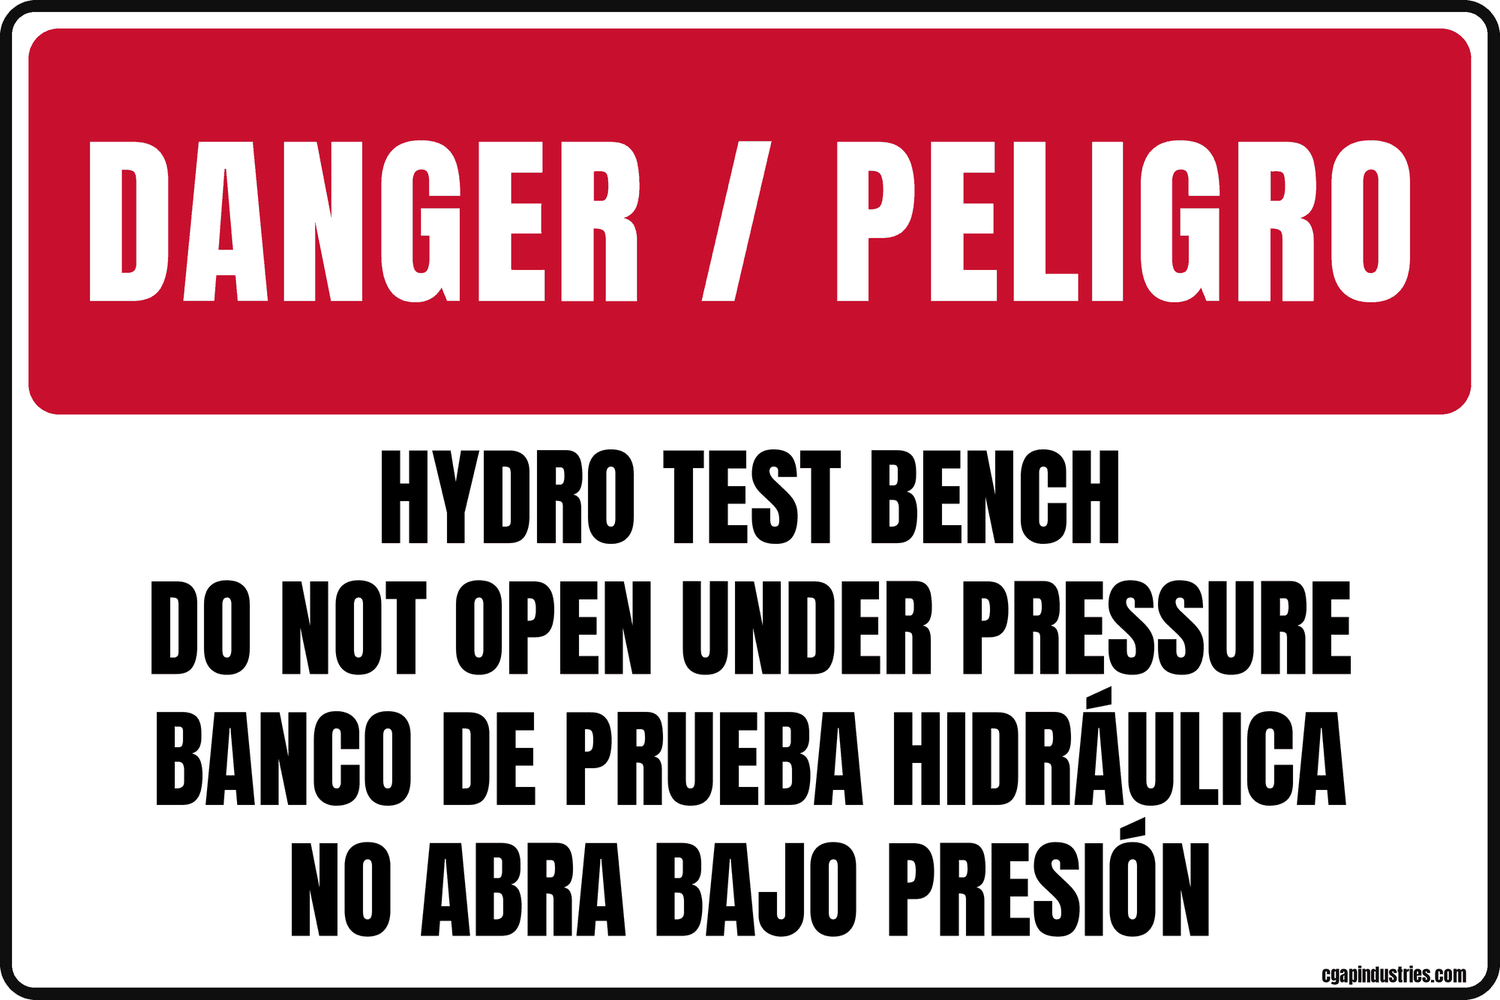 DANGER / PELIGRO
HYDRO TEST BENCH
DO NOT OPEN UNDER PRESSURE
BANCO DE PRUEBA HIDRÁULICA
NO ABRA BAJO PRESIÓN
cgapindustries.com